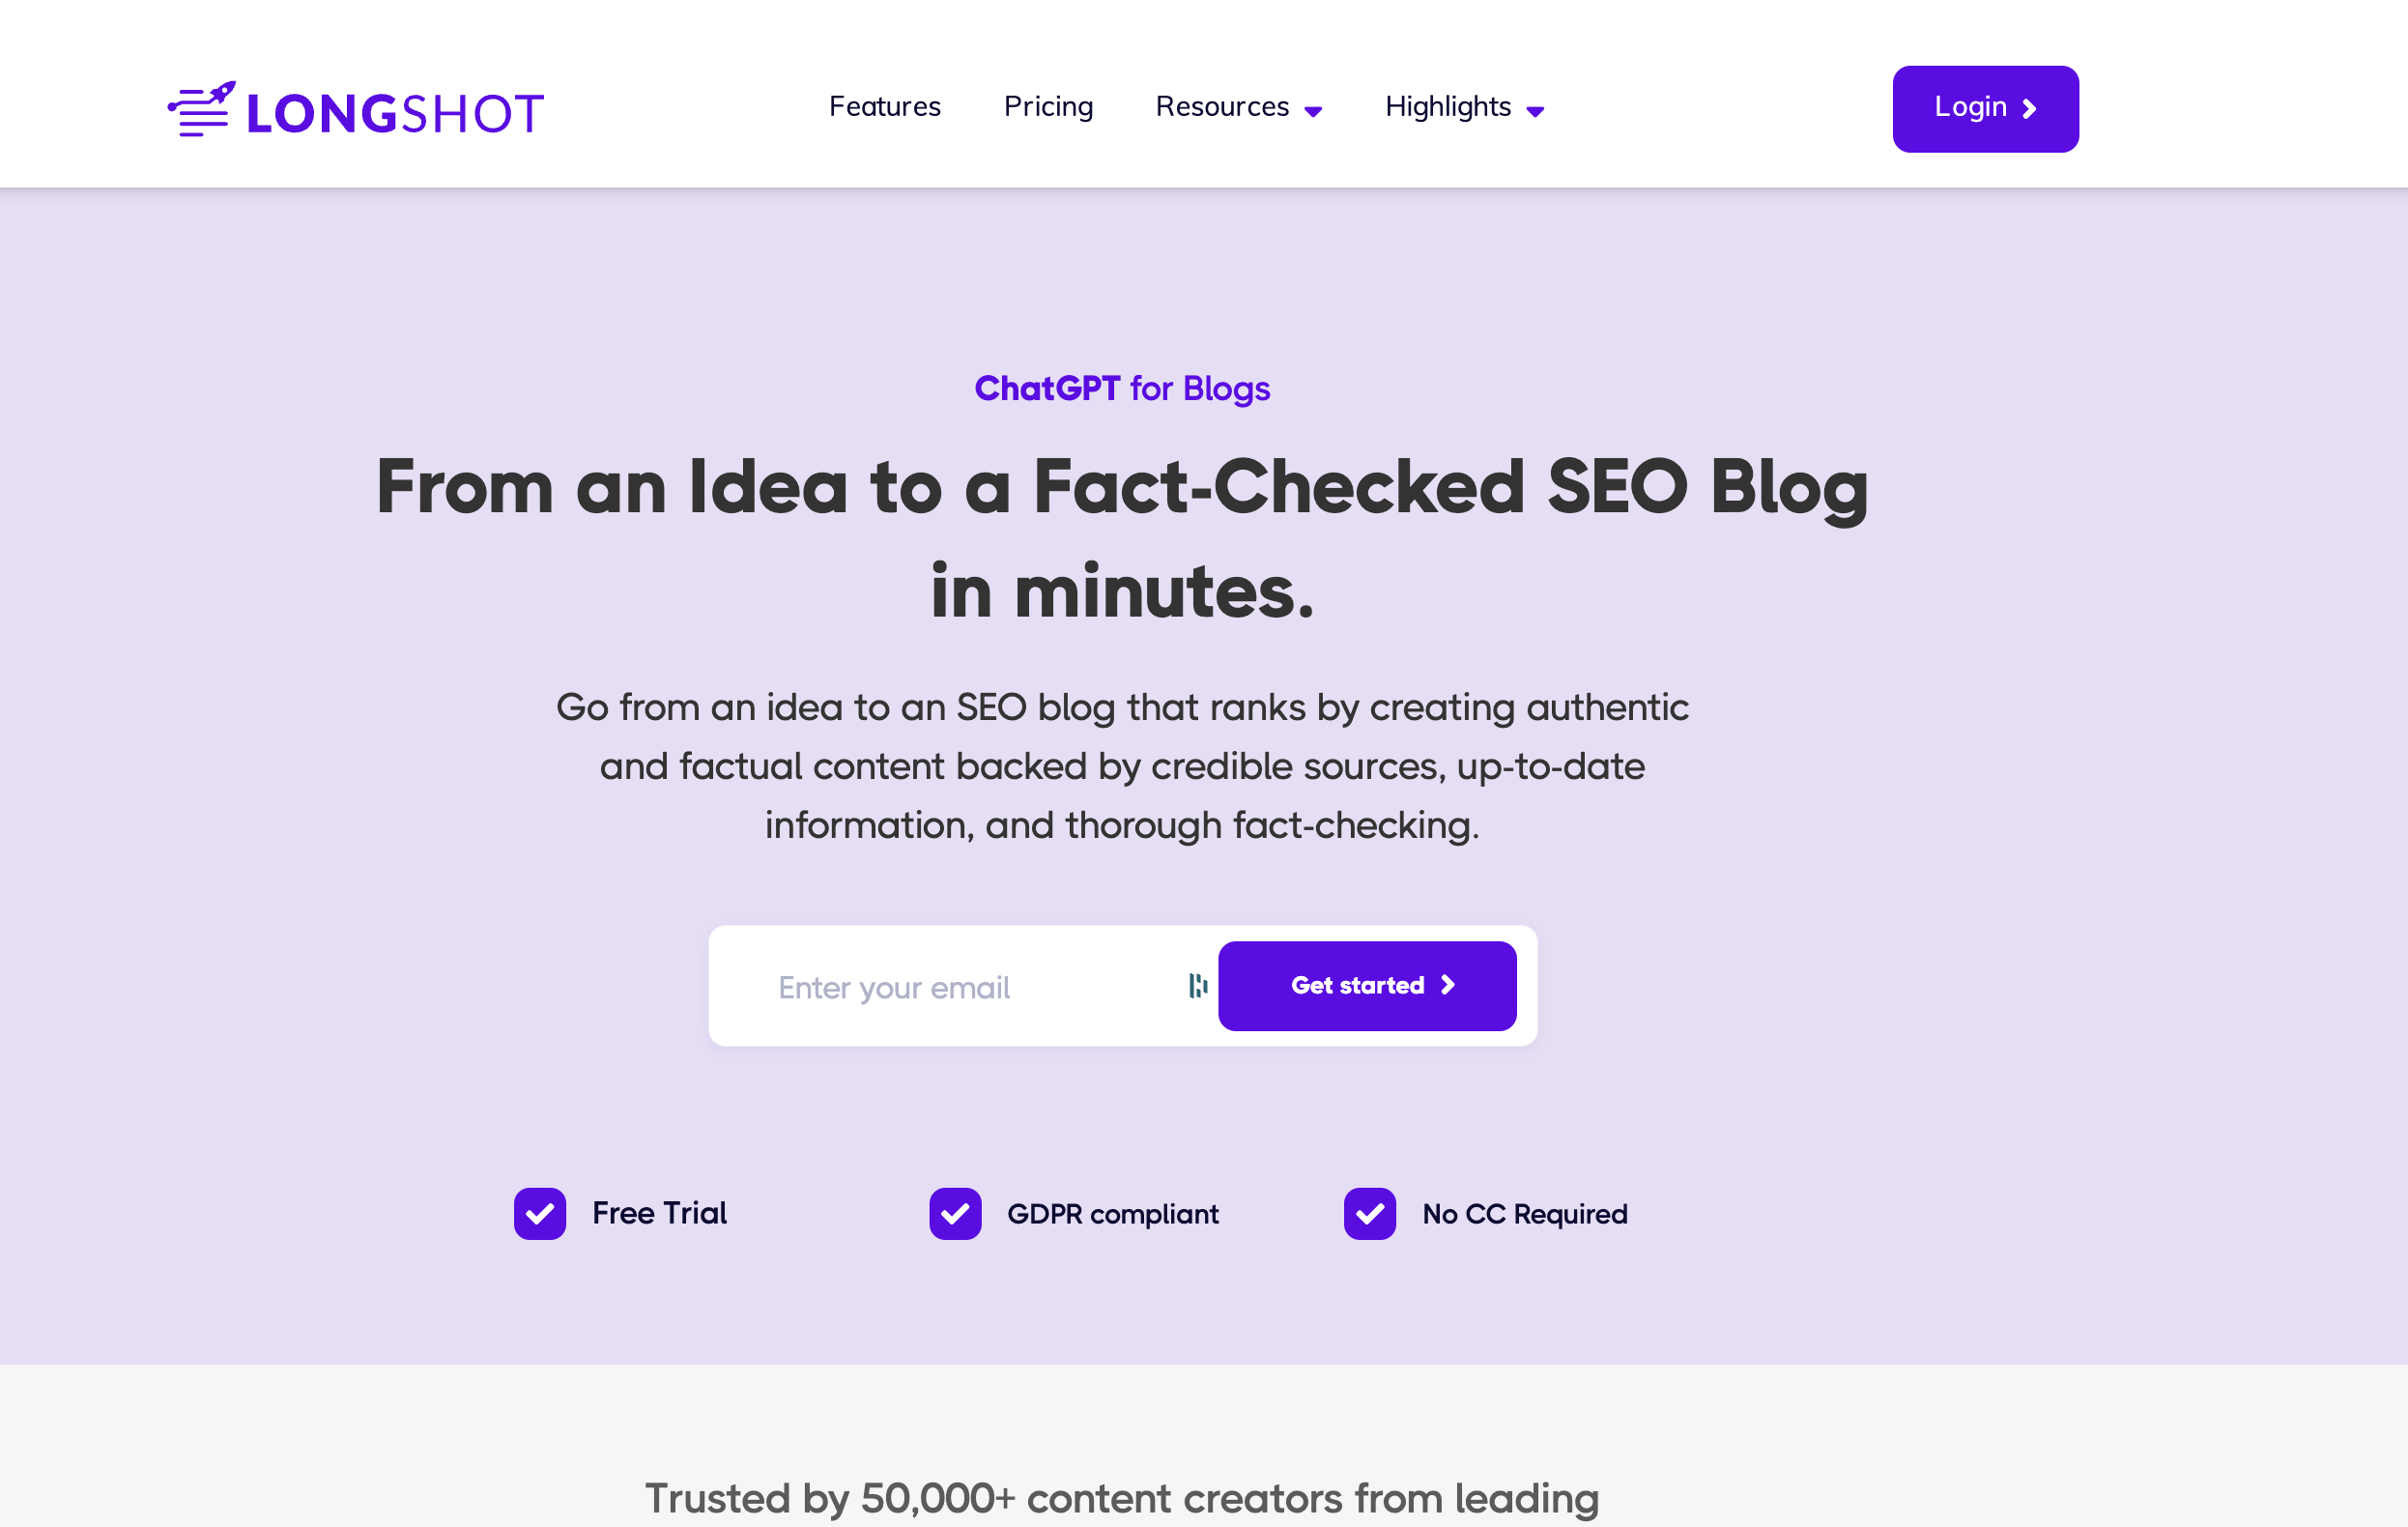 LONGSHOT
Features
Pricing
Resources
Highlights
Login
ChatGPT for Blogs
From an Idea to a Fact-Checked SEO Blog
in minutes.
Go from an idea to an SEO blog that ranks by creating authentic
and factual content backed by credible sources, up-to-date
information, and thorough fact-checking.
Enter your email
Get started
Free Trial
GDPR compliant
No CC Required
Trusted by 50,000+ content creators from leading